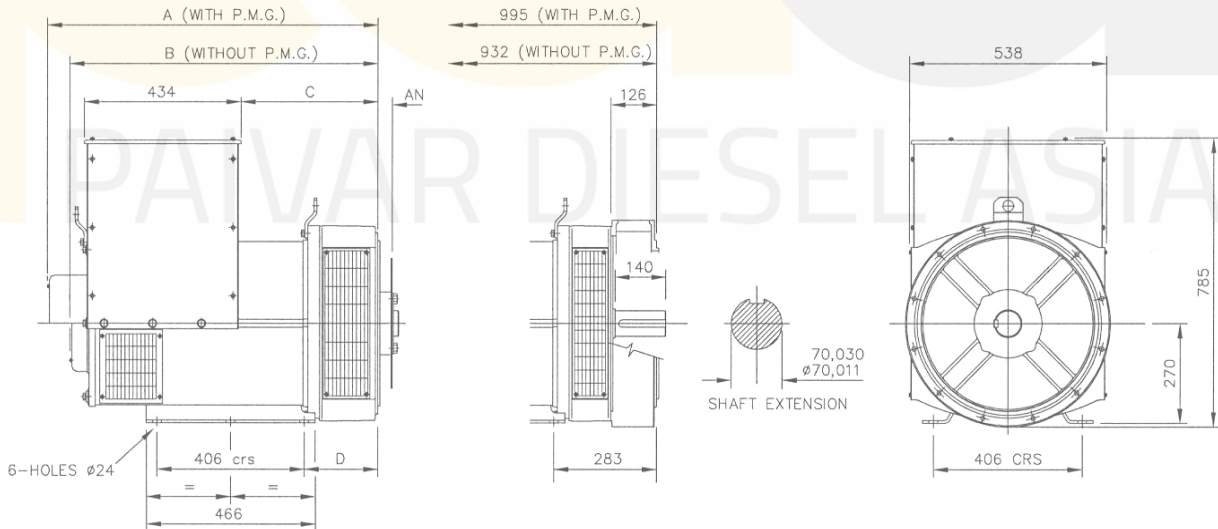 A (WITH P.M.G.)
B (WITHOUT P.M.G.)
434
C
AN
995 (WITH P.M.G.)
932 (WITHOUT P.M.G.)
126
538
PAIVAR DIESEL ASIA
140
70,030
ø70,011
SHAFT EXTENSION
785
270
6-HOLES ø24
406 crs
D
=
=
466
283
406 CRS